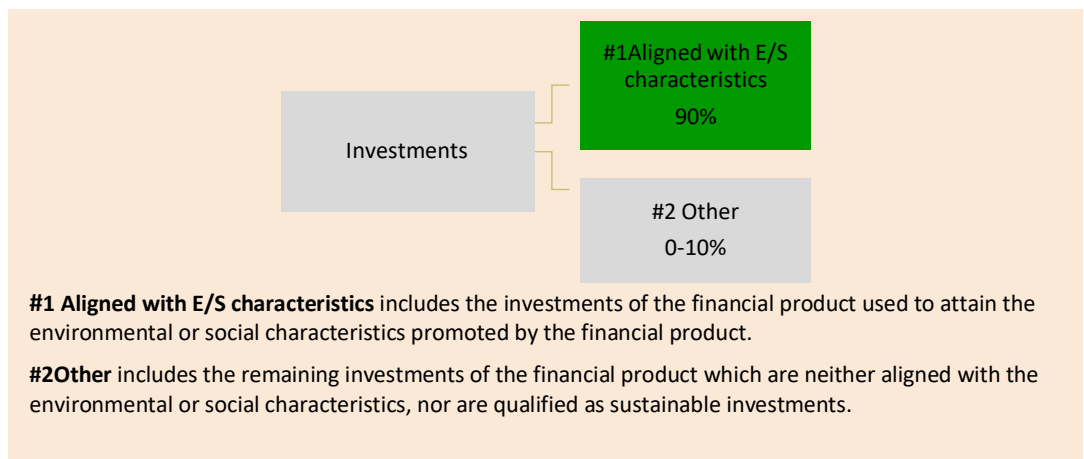 #1Aligned with E/S
characteristics
90%
Investments
#2 Other
0-10%
#1 Aligned with E/S characteristics includes the investments of the financial product used to attain the
environmental or social characteristics promoted by the financial product.
#2Other includes the remaining investments of the financial product which are neither aligned with the
environmental or social characteristics, nor are qualified as sustainable investments.